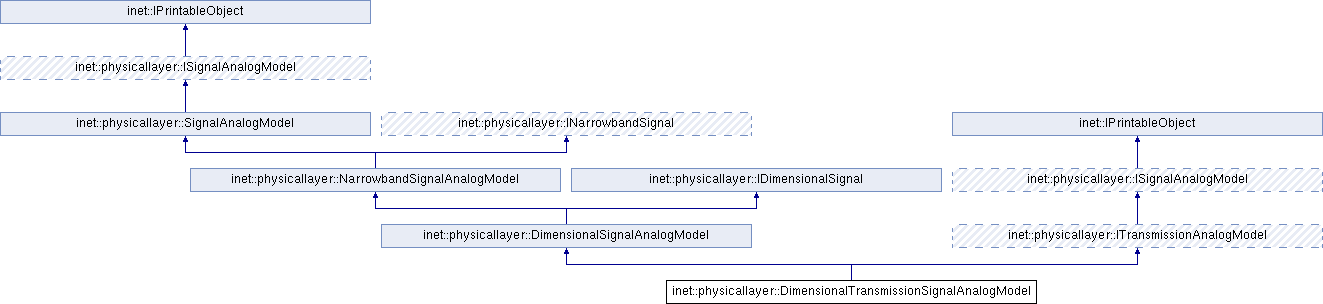 inet::IPrintableObject
inet::physicallayer::ISignalAnalogModel
inet::physicallayer::SignalAnalogModel
inet::physicallayer::INarrowbandSignal
inet::IPrintableObject
inet::physicallayer::NarrowbandSignalAnalogModel
inet::physicallayer::IDimensionalSignal
inet::physicallayer::ISignalAnalogModel
inet::physicallayer::DimensionalSignalAnalogModel
inet::physicallayer::ITransmissionAnalogModel
inet::physicallayer::DimensionalTransmissionSignalAnalogModel